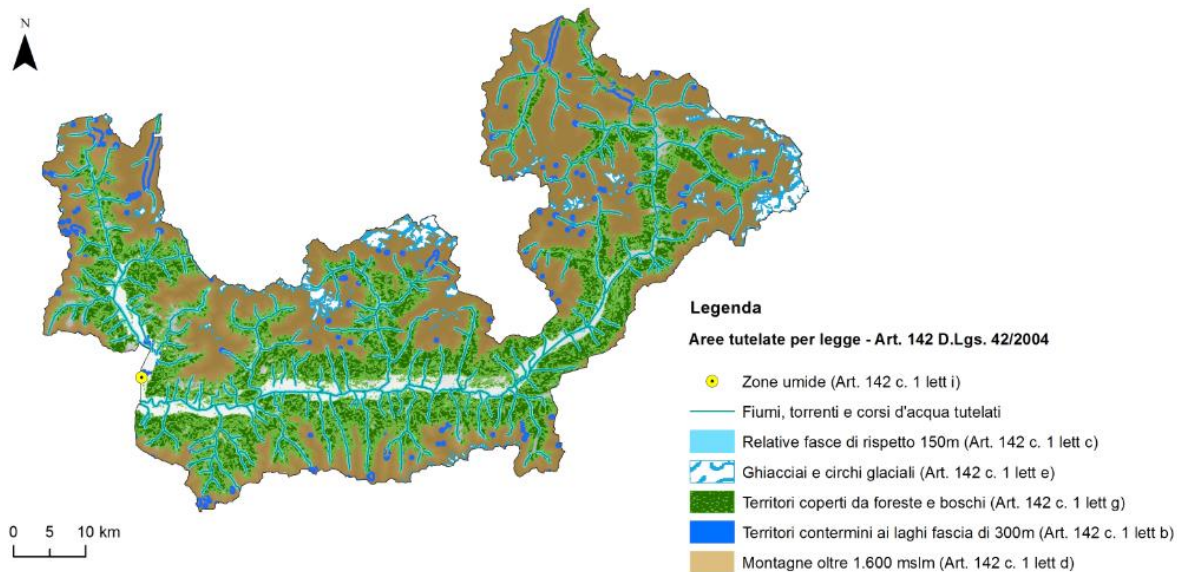 N
Legenda
Aree tutelate per legge - Art. 142 D.Lgs. 42/2004
Zone umide (Art. 142 c. 1 lett i)
Fiumi, torrenti e corsi d'acqua tutelati
Relative fasce di rispetto 150m (Art. 142 c. 1 lett c)
Ghiacciai e circhi glaciali (Art. 142 c. 1 lett e)
Territori coperti da foreste e boschi (Art. 142 c. 1 lett g)
Territori contermini ai laghi fascia di 300m (Art. 142 c. 1 lett b)
Montagne oltre 1.600 mslm (Art. 142 c. 1 lett d)
0 5 10 km